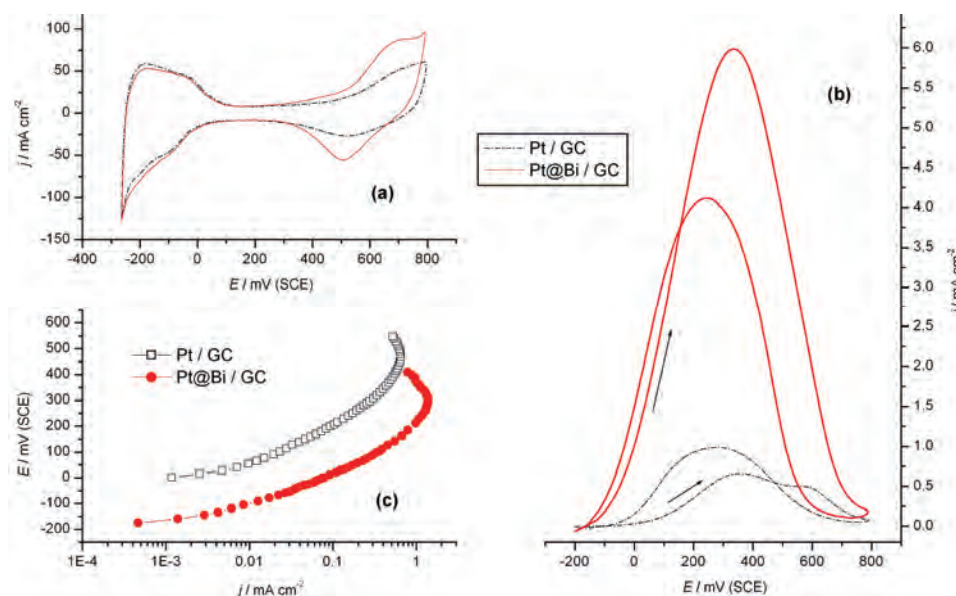 100
50
0
-50
-100
-150
j / mA cm⁻²
(a)
-400 -200 0 200 400 600 800
E / mV (SCE)
Pt / GC
Pt@Bi / GC
(b)
6.0
5.5
5.0
4.5
4.0
3.5
3.0
2.5
2.0
1.5
1.0
0.5
0.0
j / mA cm⁻²
-200 0 200 400 600 800
E / mV (SCE)
600
500
400
300
200
100
0
-100
-200
E / mV (SCE)
Pt / GC
Pt@Bi / GC
(c)
1E-4 1E-3 0.01 0.1 1
j / mA cm⁻²